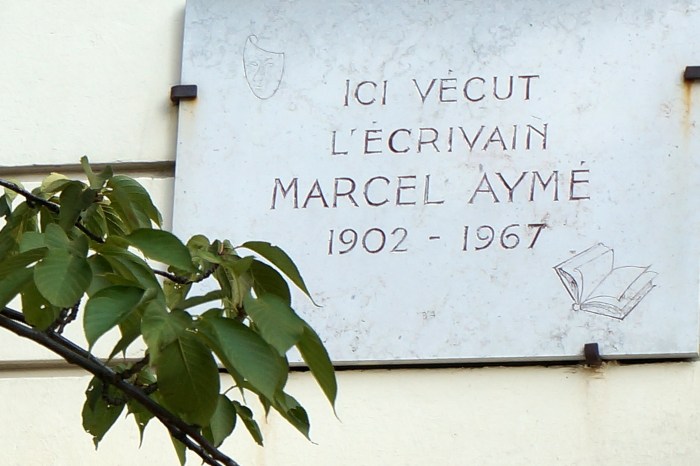 ICI VÉCUT
L'ÉCRIVAIN
MARCEL AYMÉ
1902 - 1967